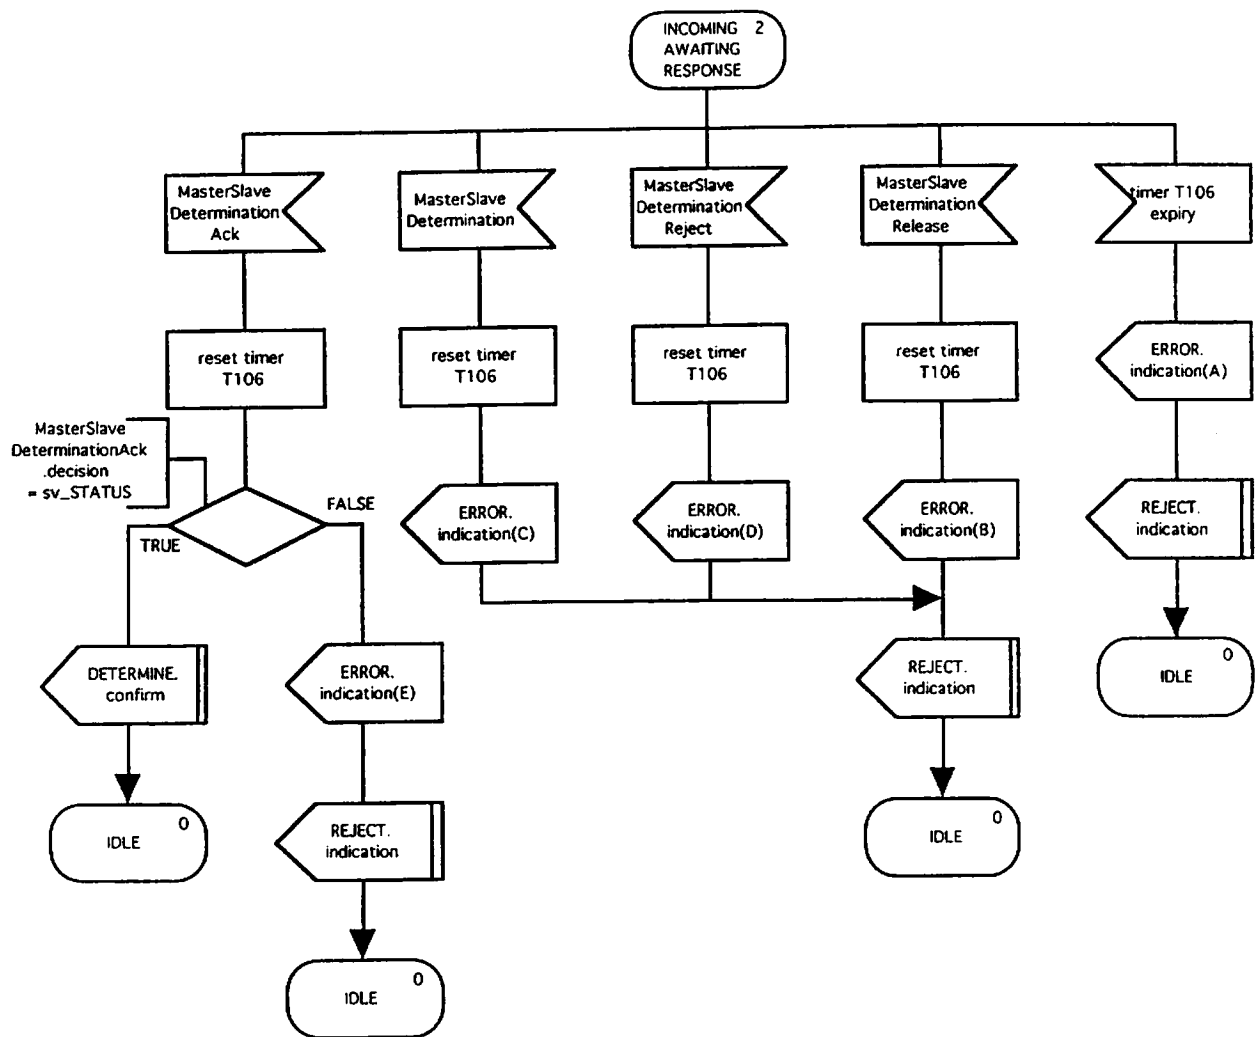 INCOMING 2
AWAITING
RESPONSE
MasterSlave
Determination
Ack
MasterSlave
Determination
MasterSlave
Determination
Reject
MasterSlave
Determination
Release
timer T106
expiry
reset timer
T106
reset timer
T106
reset timer
T106
reset timer
T106
ERROR.
indication(A)
MasterSlave
DeterminationAck
.decision
= sv_STATUS
TRUE
FALSE
ERROR.
indication(C)
ERROR.
indication(D)
ERROR.
indication(B)
REJECT.
indication
DETERMINE.
confirm
ERROR.
indication(E)
REJECT.
indication
0
IDLE
0
IDLE
REJECT.
indication
0
IDLE
0
IDLE